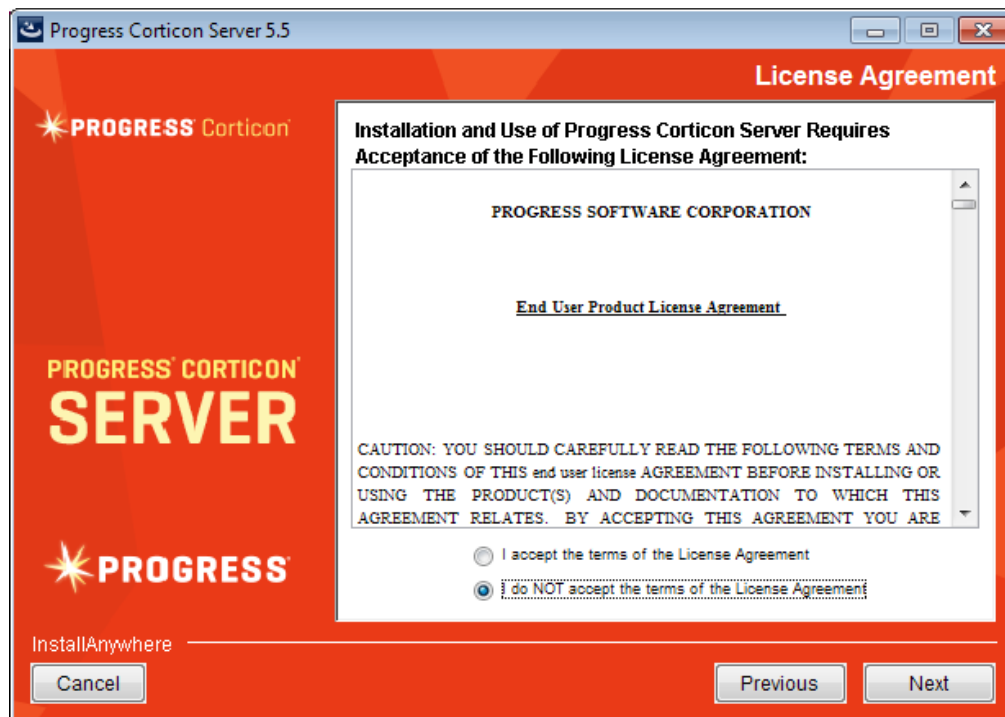 Progress Corticon Server 5.5
License Agreement
PROGRESS Corticon
Installation and Use of Progress Corticon Server Requires
Acceptance of the Following License Agreement:
PROGRESS SOFTWARE CORPORATION
End User Product License Agreement
PROGRESS CORTICON
SERVER
CAUTION: YOU SHOULD CAREFULLY READ THE FOLLOWING TERMS AND
CONDITIONS OF THIS end user license AGREEMENT BEFORE INSTALLING OR
USING THE PRODUCT(S) AND DOCUMENTATION TO WHICH THIS
AGREEMENT RELATES. BY ACCEPTING THIS AGREEMENT YOU ARE
PROGRESS
I accept the terms of the License Agreement
I do NOT accept the terms of the License Agreement
InstallAnywhere
Cancel
Previous
Next